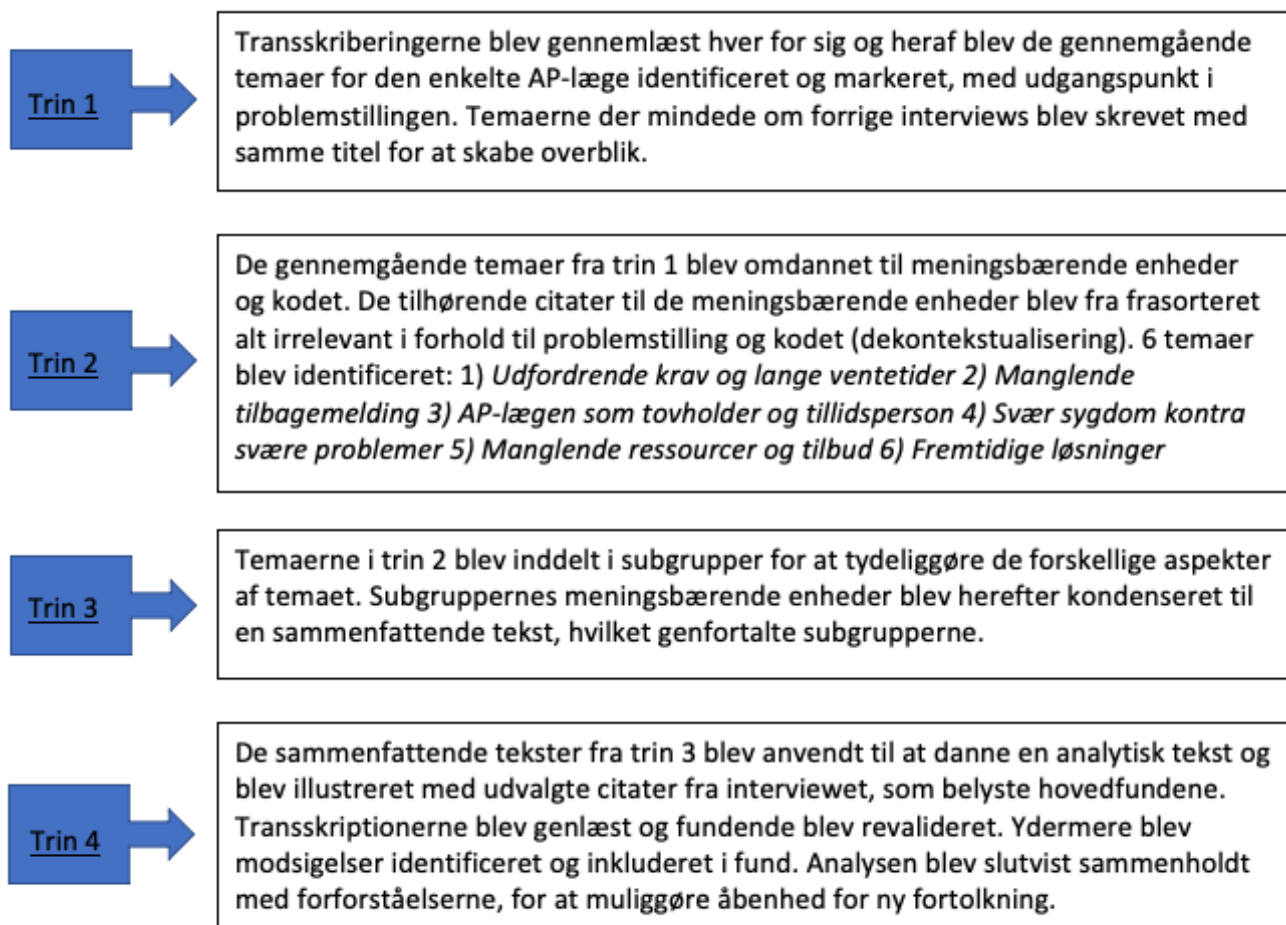 Trin 1
Transskriberingerne blev gennemlæst hver for sig og heraf blev de gennemgående
temaer for den enkelte AP-læge identificeret og markeret, med udgangspunkt i
problemstillingen. Temaerne der mindede om forrige interviews blev skrevet med
samme titel for at skabe overblik.
Trin 2
De gennemgående temaer fra trin 1 blev omdannet til meningsbærende enheder
og kodet. De tilhørende citater til de meningsbærende enheder blev fra frasorteret
alt irrelevant i forhold til problemstilling og kodet (dekontekstualisering). 6 temaer
blev identificeret: 1) Udfordrende krav og lange ventetider 2) Manglende
tilbagemelding 3) AP-lægen som tovholder og tillidsperson 4) Svær sygdom kontra
svære problemer 5) Manglende ressourcer og tilbud 6) Fremtidige løsninger
Trin 3
Temaerne i trin 2 blev inddelt i subgrupper for at tydeliggøre de forskellige aspekter
af temaet. Subgruppernes meningsbærende enheder blev herefter kondenseret til
en sammenfattende tekst, hvilket genfortalte subgrupperne.
Trin 4
De sammenfattende tekster fra trin 3 blev anvendt til at danne en analytisk tekst og
blev illustreret med udvalgte citater fra interviewet, som belyste hovedfundene.
Transskriptionerne blev genlæst og fundende blev revalideret. Ydermere blev
modsigelser identificeret og inkluderet i fund. Analysen blev slutvist sammenholdt
med forforståelserne, for at muliggøre åbenhed for ny fortolkning.